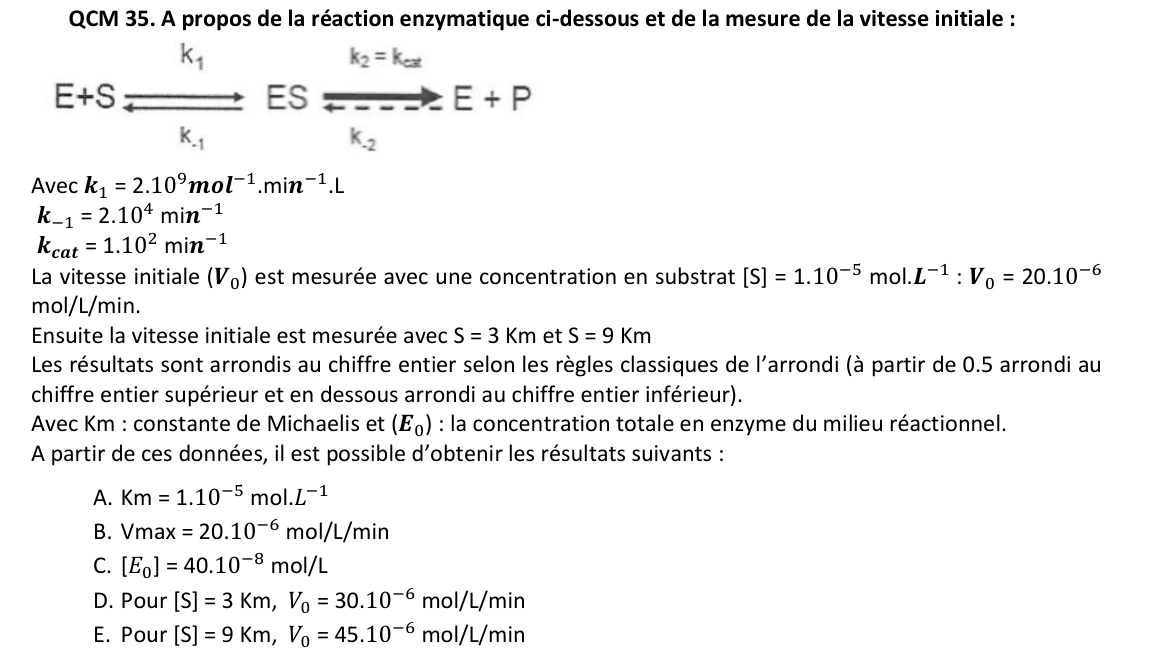 QCM 35. A propos de la réaction enzymatique ci-dessous et de la mesure de la vitesse initiale :
k₁ k₂ = k_cat
E+S ES E + P
k₋₁ k₋₂
Avec k₁ = 2.10⁹mol⁻¹.min⁻¹.L
k₋₁ = 2.10⁴ min⁻¹
k_cat = 1.10² min⁻¹
La vitesse initiale (V₀) est mesurée avec une concentration en substrat [S] = 1.10⁻⁵ mol.L⁻¹ : V₀ = 20.10⁻⁶
mol/L/min.
Ensuite la vitesse initiale est mesurée avec S = 3 Km et S = 9 Km
Les résultats sont arrondis au chiffre entier selon les règles classiques de l’arrondi (à partir de 0.5 arrondi au
chiffre entier supérieur et en dessous arrondi au chiffre entier inférieur).
Avec Km : constante de Michaelis et (E₀) : la concentration totale en enzyme du milieu réactionnel.
A partir de ces données, il est possible d’obtenir les résultats suivants :
A. Km = 1.10⁻⁵ mol.L⁻¹
B. Vmax = 20.10⁻⁶ mol/L/min
C. [E₀] = 40.10⁻⁸ mol/L
D. Pour [S] = 3 Km, V₀ = 30.10⁻⁶ mol/L/min
E. Pour [S] = 9 Km, V₀ = 45.10⁻⁶ mol/L/min